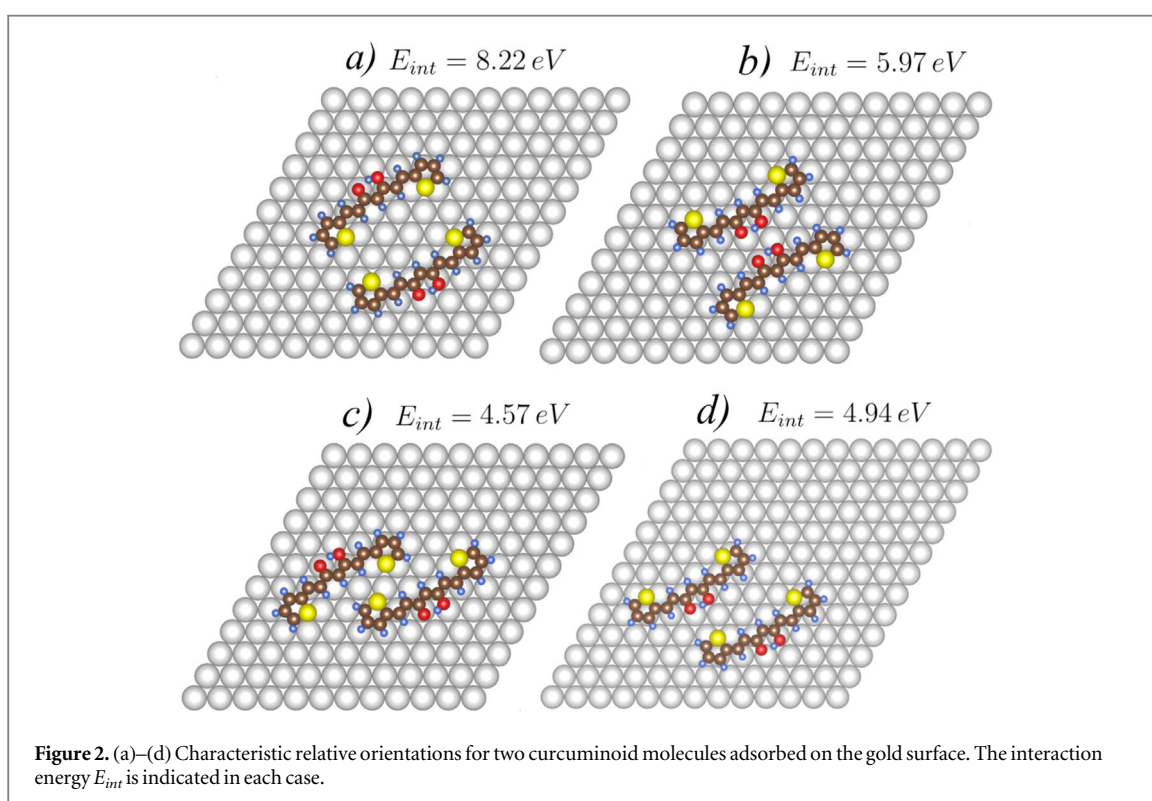 a) E_int = 8.22 eV
b) E_int = 5.97 eV
c) E_int = 4.57 eV
d) E_int = 4.94 eV
Figure 2. (a)–(d) Characteristic relative orientations for two curcuminoid molecules adsorbed on the gold surface. The interaction
energy E_int is indicated in each case.